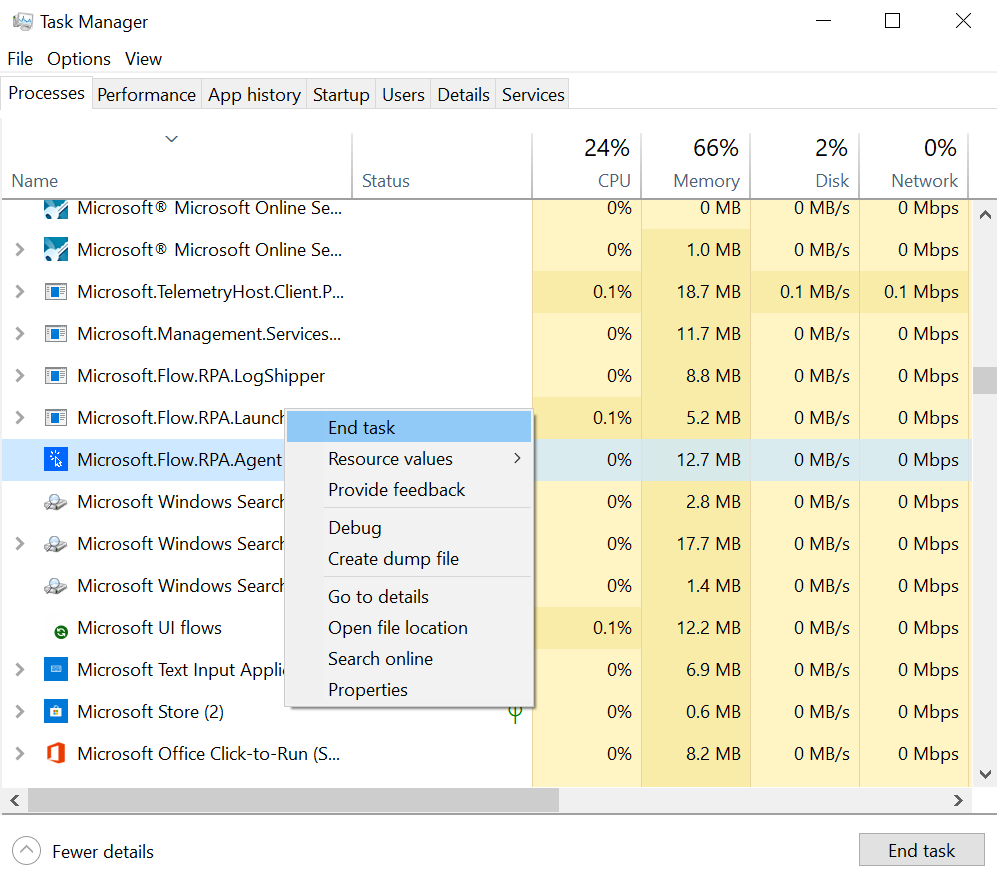 Task Manager
File Options View
Processes Performance App history Startup Users Details Services
24% 66% 2% 0%
Name Status CPU Memory Disk Network
Microsoft® Microsoft Online Se... 0% 0 MB 0 MB/s 0 Mbps
Microsoft® Microsoft Online Se... 0% 1.0 MB 0 MB/s 0 Mbps
Microsoft.TelemetryHost.Client.P... 0.1% 18.7 MB 0.1 MB/s 0.1 Mbps
Microsoft.Management.Services... 0% 11.7 MB 0 MB/s 0 Mbps
Microsoft.Flow.RPA.LogShipper 0% 8.8 MB 0 MB/s 0 Mbps
Microsoft.Flow.RPA.Launch 0.1% 5.2 MB 0 MB/s 0 Mbps
Microsoft.Flow.RPA.Agent 0% 12.7 MB 0 MB/s 0 Mbps
Microsoft Windows Search 0% 2.8 MB 0 MB/s 0 Mbps
Microsoft Windows Search 0% 17.7 MB 0 MB/s 0 Mbps
Microsoft Windows Search 0% 1.4 MB 0 MB/s 0 Mbps
Microsoft UI flows 0.1% 12.2 MB 0 MB/s 0 Mbps
Microsoft Text Input Appli 0% 6.9 MB 0 MB/s 0 Mbps
Microsoft Store (2) 0% 0.6 MB 0 MB/s 0 Mbps
Microsoft Office Click-to-Run (S... 0% 8.2 MB 0 MB/s 0 Mbps
End task
Resource values
Provide feedback
Debug
Create dump file
Go to details
Open file location
Search online
Properties
Fewer details End task